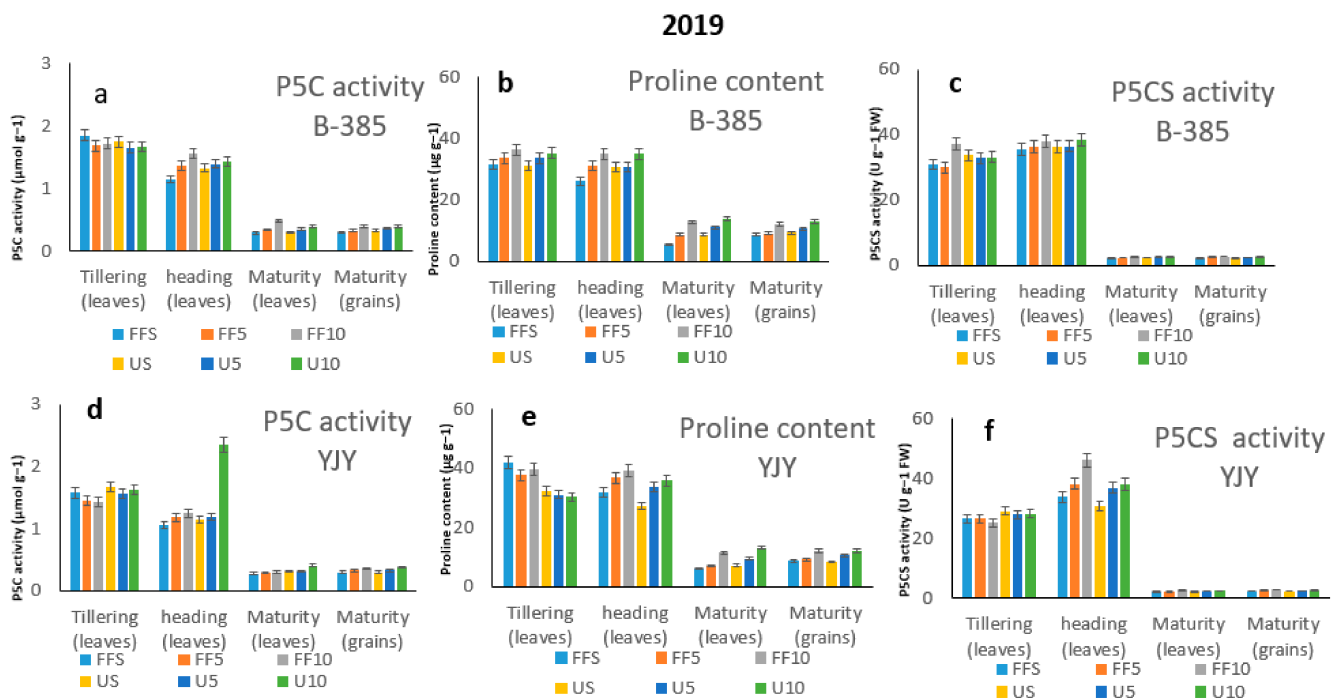 2019
a
P5C activity
B-385
P5C activity (µmol g−1)
3
2
1
0
Tillering
(leaves)
heading
(leaves)
Maturity
(leaves)
Maturity
(grains)
FFS
FF5
FF10
US
U5
U10
b
Proline content
B-385
Proline content (µg g−1)
60
40
20
0
Tillering
(leaves)
heading
(leaves)
Maturity
(leaves)
Maturity
(grains)
FFS
FF5
FF10
US
U5
U10
c
P5CS activity
B-385
P5CS activity (U g−1 FW)
60
40
20
0
Tillering
(leaves)
heading
(leaves)
Maturity
(leaves)
Maturity
(grains)
FFS
FF5
FF10
US
U5
U10
d
P5C activity
YJY
P5C activity (µmol g−1)
3
2
1
0
Tillering
(leaves)
heading
(leaves)
Maturity
(leaves)
Maturity
(grains)
FFS
FF5
FF10
US
U5
U10
e
Proline content
YJY
Proline content (µg g−1)
60
40
20
0
Tillering
(leaves)
heading
(leaves)
Maturity
(leaves)
Maturity
(grains)
FFS
FF5
FF10
US
U5
U10
f
P5CS activity
YJY
P5CS activity (U g−1 FW)
60
40
20
0
Tillering
(leaves)
heading
(leaves)
Maturity
(leaves)
Maturity
(grains)
FFS
FF5
FF10
US
U5
U10